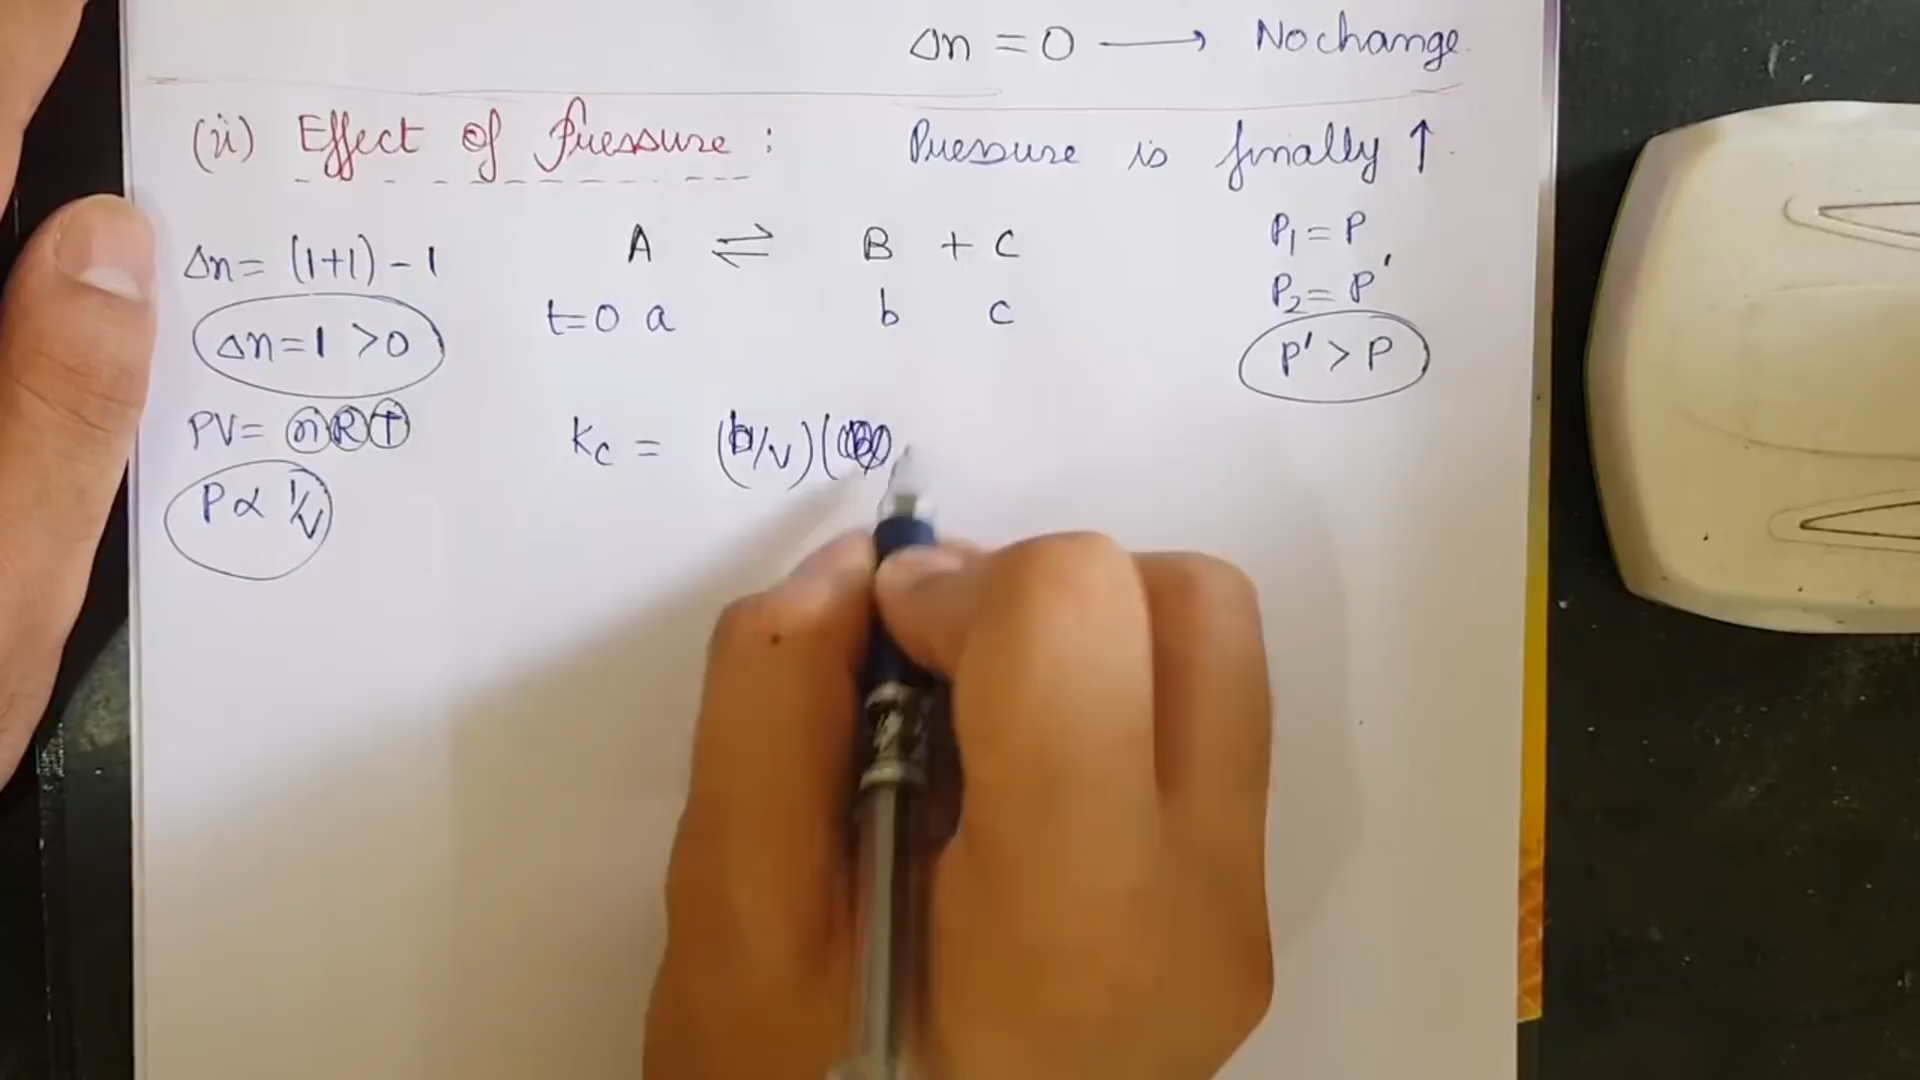 Δn = 0 ⟶ No change.
(ii) Effect of Pressure : Pressure is finally ↑.
Δn = (1+1) - 1
Δn = 1 > 0
PV = nRT
P ∝ 1/V
A ⇌ B + C
t=0 a b c
Kc = (b/v)(
P1 = P
P2 = P'
P' > P